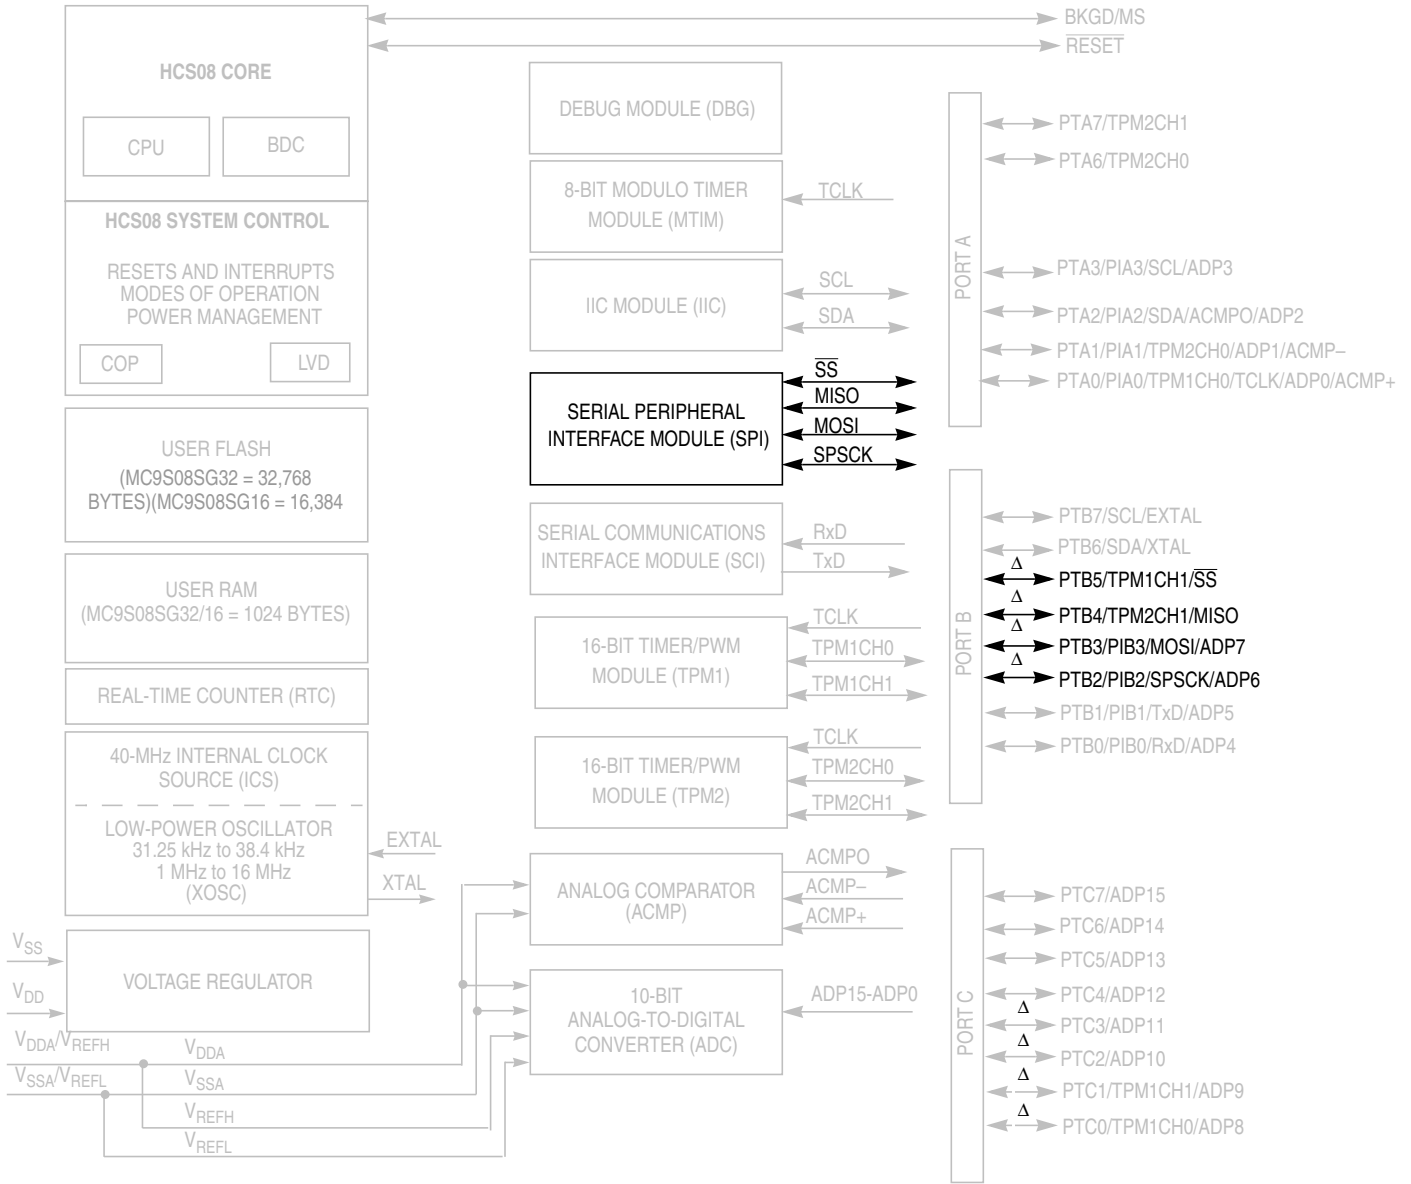 BKGD/MS
RESET
HCS08 CORE
CPU
BDC
HCS08 SYSTEM CONTROL
RESETS AND INTERRUPTS
MODES OF OPERATION
POWER MANAGEMENT
COP
LVD
USER FLASH
(MC9S08SG32 = 32,768
BYTES)(MC9S08SG16 = 16,384
USER RAM
(MC9S08SG32/16 = 1024 BYTES)
REAL-TIME COUNTER (RTC)
40-MHz INTERNAL CLOCK
SOURCE (ICS)
LOW-POWER OSCILLATOR
31.25 kHz to 38.4 kHz
1 MHz to 16 MHz
(XOSC)
EXTAL
XTAL
VSS
VDD
VOLTAGE REGULATOR
VDDA/VREFH
VSSA/VREFL
VDDA
VSSA
VREFH
VREFL
DEBUG MODULE (DBG)
8-BIT MODULO TIMER
MODULE (MTIM)
TCLK
IIC MODULE (IIC)
SCL
SDA
SERIAL PERIPHERAL
INTERFACE MODULE (SPI)
SS
MISO
MOSI
SPSCK
SERIAL COMMUNICATIONS
INTERFACE MODULE (SCI)
RxD
TxD
16-BIT TIMER/PWM
MODULE (TPM1)
TCLK
TPM1CH0
TPM1CH1
16-BIT TIMER/PWM
MODULE (TPM2)
TCLK
TPM2CH0
TPM2CH1
ANALOG COMPARATOR
(ACMP)
ACMPO
ACMP–
ACMP+
10-BIT
ANALOG-TO-DIGITAL
CONVERTER (ADC)
ADP15-ADP0
PORT A
PTA7/TPM2CH1
PTA6/TPM2CH0
PTA3/PIA3/SCL/ADP3
PTA2/PIA2/SDA/ACMPO/ADP2
PTA1/PIA1/TPM2CH0/ADP1/ACMP–
PTA0/PIA0/TPM1CH0/TCLK/ADP0/ACMP+
PORT B
PTB7/SCL/EXTAL
PTB6/SDA/XTAL
Δ PTB5/TPM1CH1/SS
Δ PTB4/TPM2CH1/MISO
Δ PTB3/PIB3/MOSI/ADP7
Δ PTB2/PIB2/SPSCK/ADP6
PTB1/PIB1/TxD/ADP5
PTB0/PIB0/RxD/ADP4
PORT C
PTC7/ADP15
PTC6/ADP14
PTC5/ADP13
PTC4/ADP12
Δ PTC3/ADP11
Δ PTC2/ADP10
Δ PTC1/TPM1CH1/ADP9
Δ PTC0/TPM1CH0/ADP8